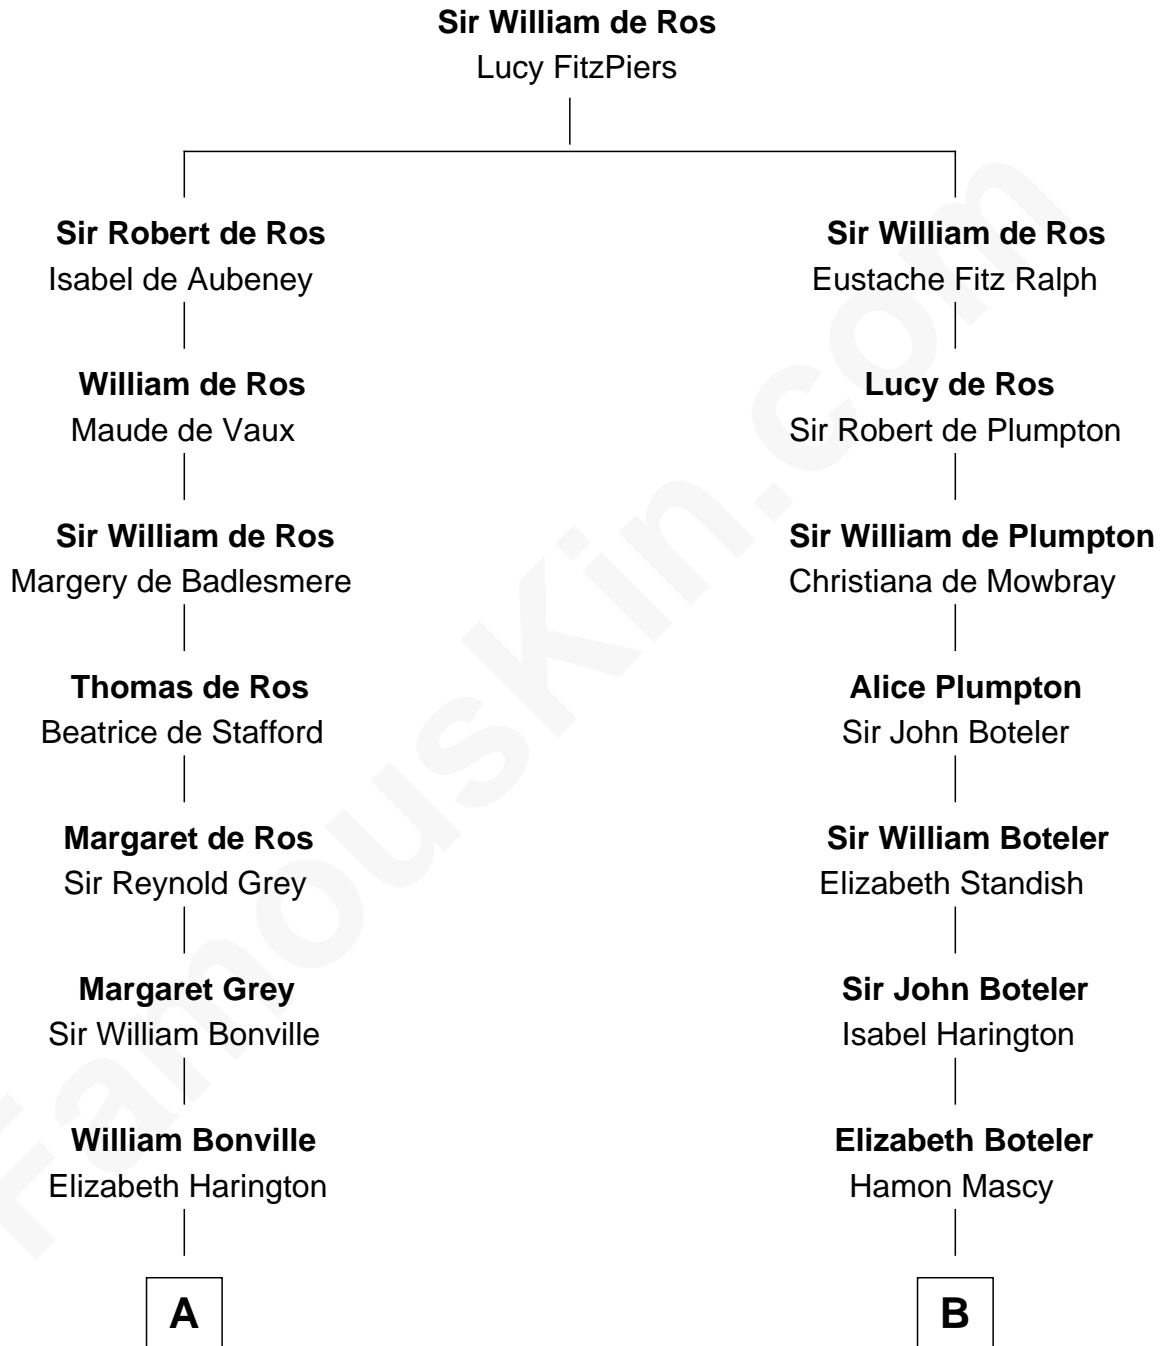 Sir William de Ros
Lucy FitzPiers
Sir Robert de Ros
Isabel de Aubeney
Sir William de Ros
Eustache Fitz Ralph
William de Ros
Maude de Vaux
Lucy de Ros
Sir Robert de Plumpton
Sir William de Ros
Margery de Badlesmere
Sir William de Plumpton
Christiana de Mowbray
Thomas de Ros
Beatrice de Stafford
Alice Plumpton
Sir John Boteler
Margaret de Ros
Sir Reynold Grey
Sir William Boteler
Elizabeth Standish
Margaret Grey
Sir William Bonville
Sir John Boteler
Isabel Harington
William Bonville
Elizabeth Harington
Elizabeth Boteler
Hamon Mascy
A
B
FamousKin.com